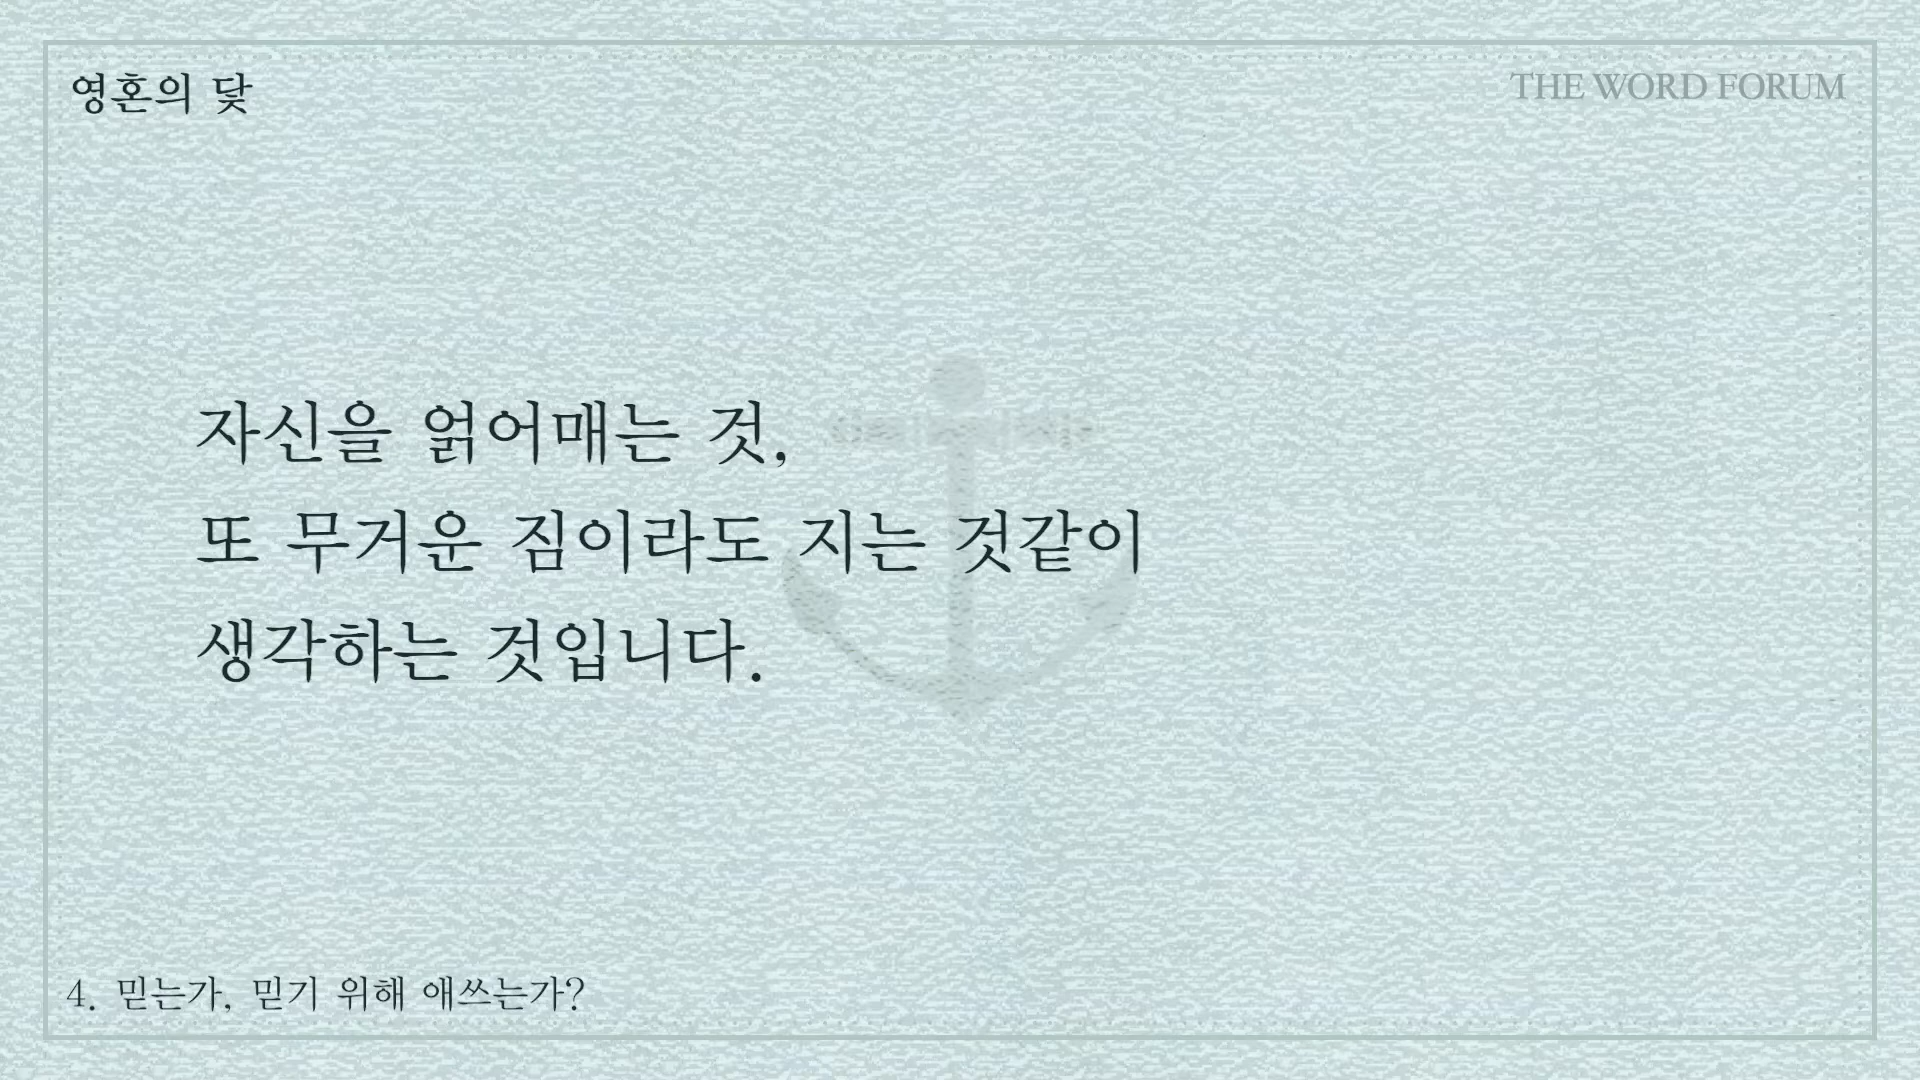 영혼의 닻
THE WORD FORUM
자신을 얽어매는 것,
또 무거운 짐이라도 지는 것같이
생각하는 것입니다.
4. 믿는가, 믿기 위해 애쓰는가?